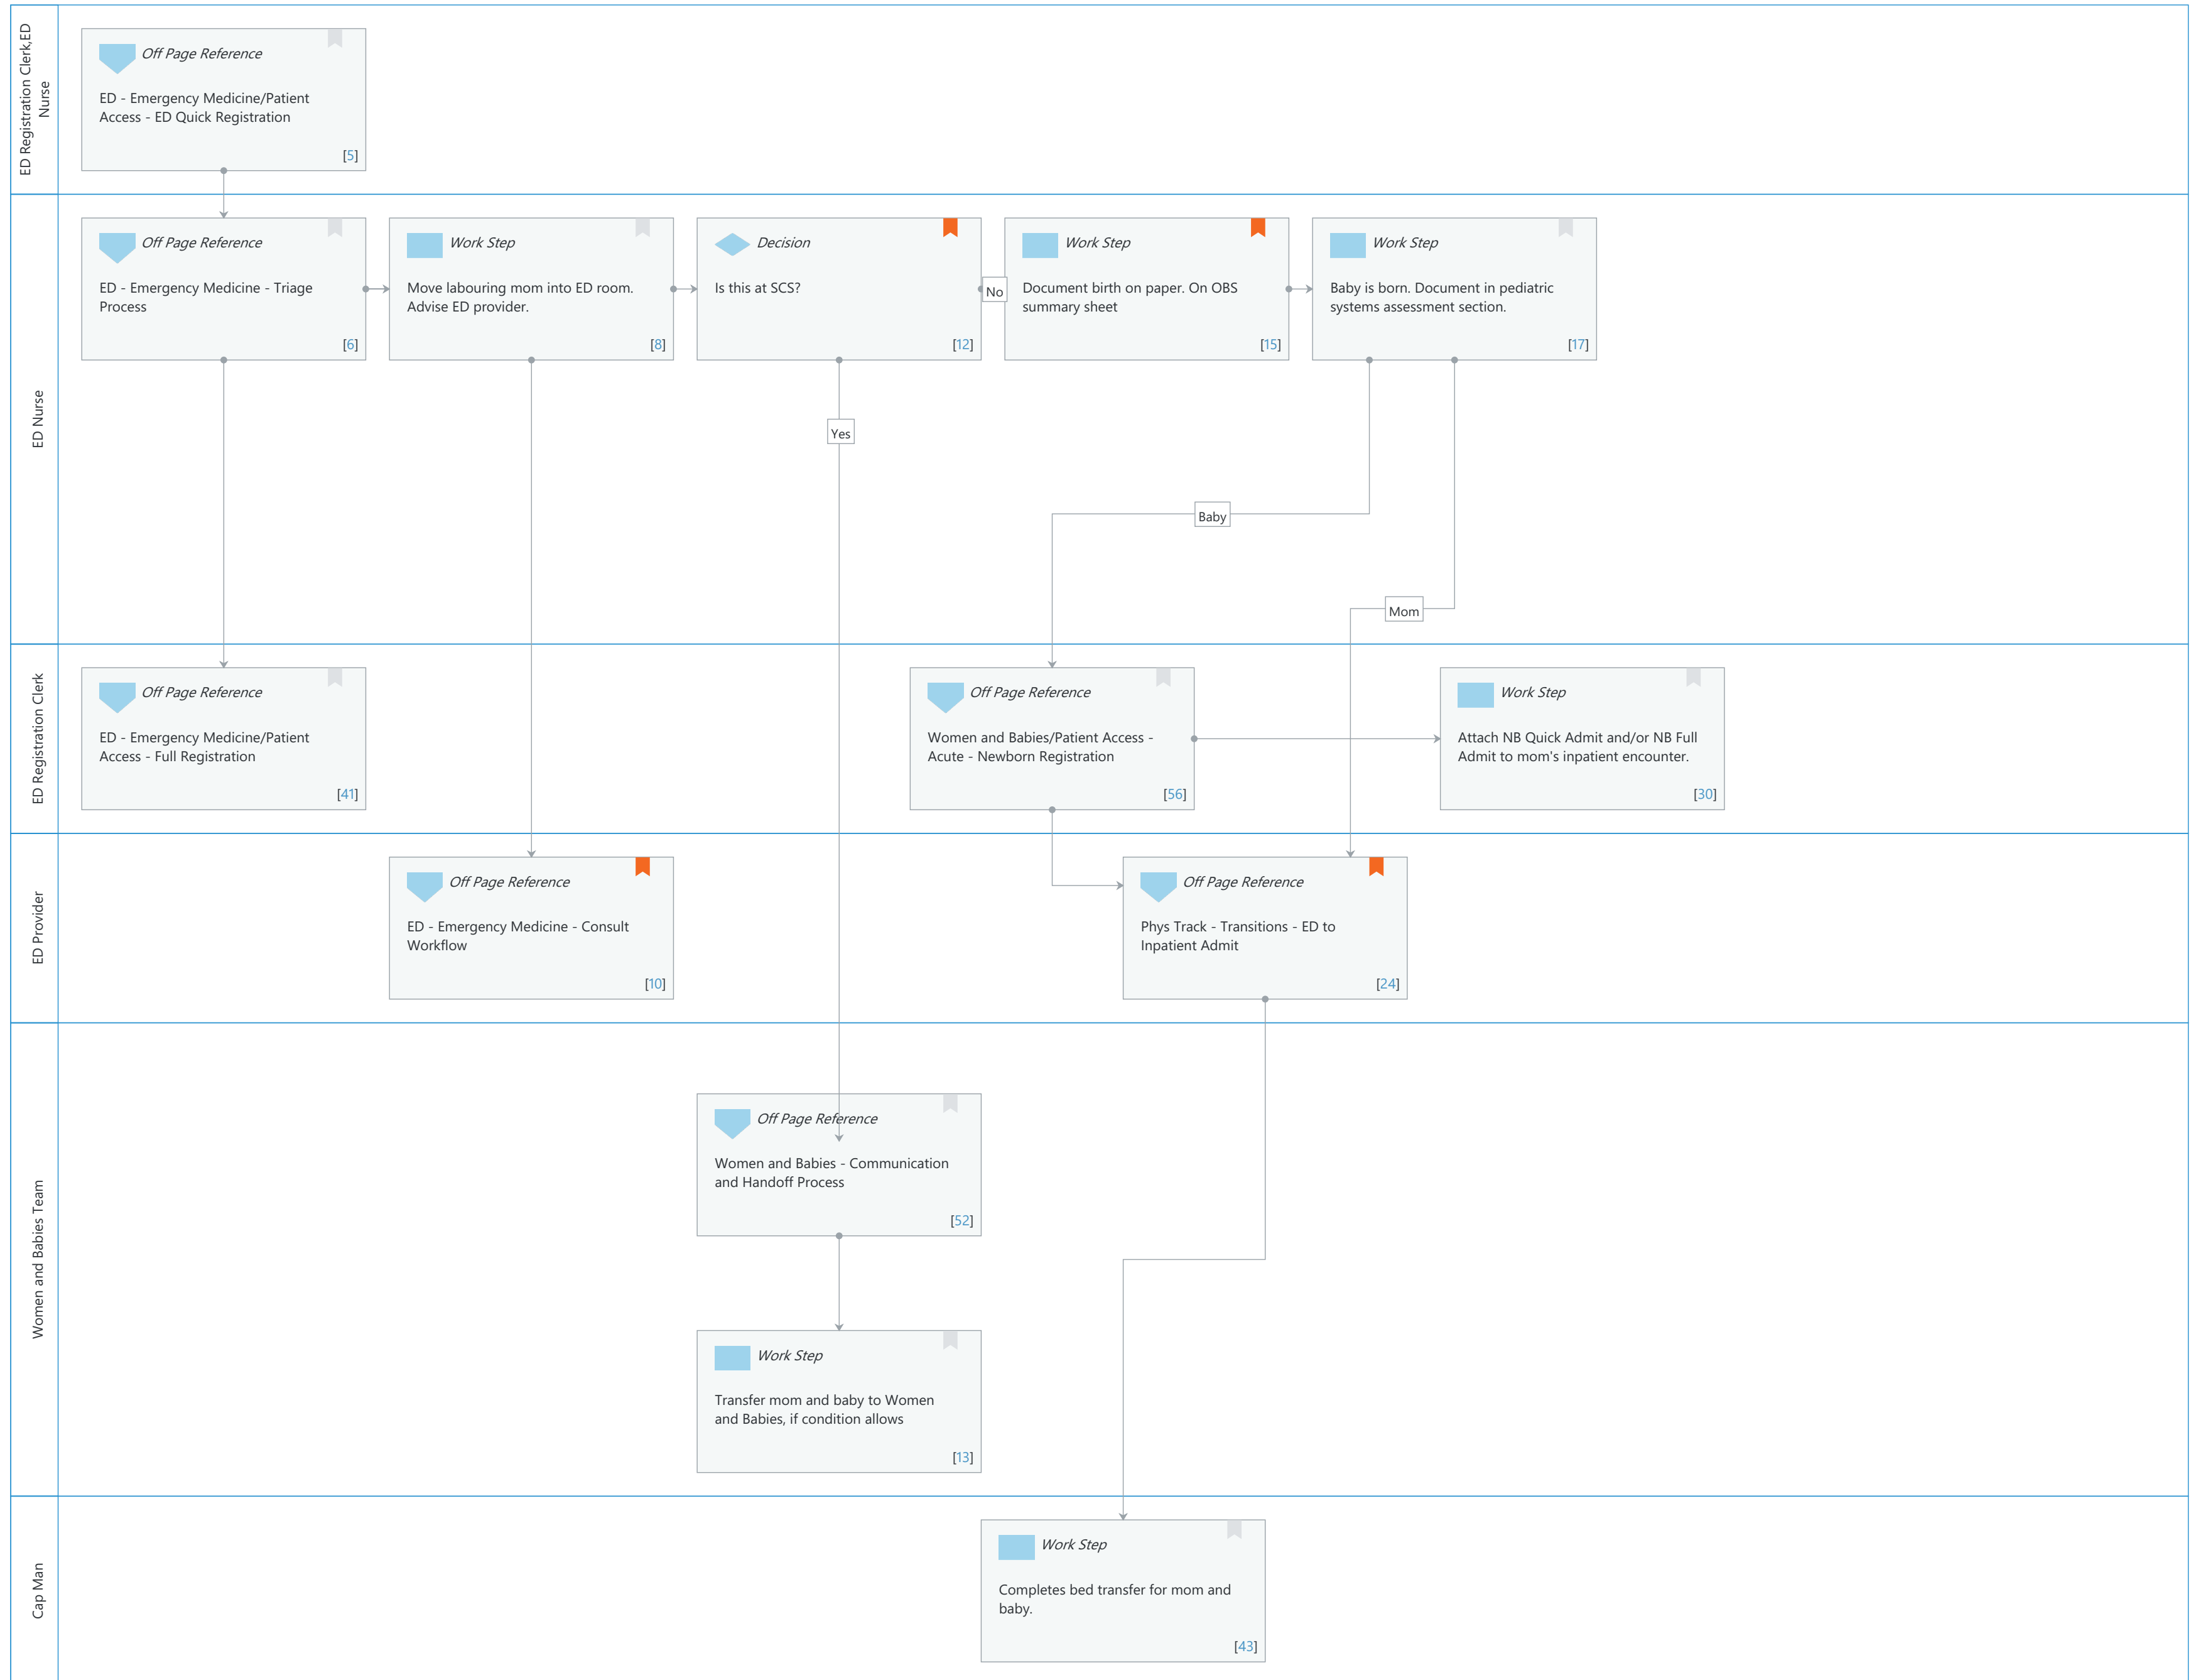 ED Registration Clerk,ED
Nurse
Off Page Reference
ED - Emergency Medicine/Patient
Access - ED Quick Registration
[5]
ED Nurse
Off Page Reference
ED - Emergency Medicine - Triage
Process
[6]
Work Step
Move labouring mom into ED room.
Advise ED provider.
[8]
Decision
Is this at SCS?
[12]
No
Work Step
Document birth on paper. On OBS
summary sheet
[15]
Work Step
Baby is born. Document in pediatric
systems assessment section.
[17]
Yes
Baby
Mom
ED Registration Clerk
Off Page Reference
ED - Emergency Medicine/Patient
Access - Full Registration
[41]
Off Page Reference
Women and Babies/Patient Access -
Acute - Newborn Registration
[56]
Work Step
Attach NB Quick Admit and/or NB Full
Admit to mom's inpatient encounter.
[30]
ED Provider
Off Page Reference
ED - Emergency Medicine - Consult
Workflow
[10]
Off Page Reference
Phys Track - Transitions - ED to
Inpatient Admit
[24]
Women and Babies Team
Off Page Reference
Women and Babies - Communication
and Handoff Process
[52]
Work Step
Transfer mom and baby to Women
and Babies, if condition allows
[13]
Cap Man
Work Step
Completes bed transfer for mom and
baby.
[43]